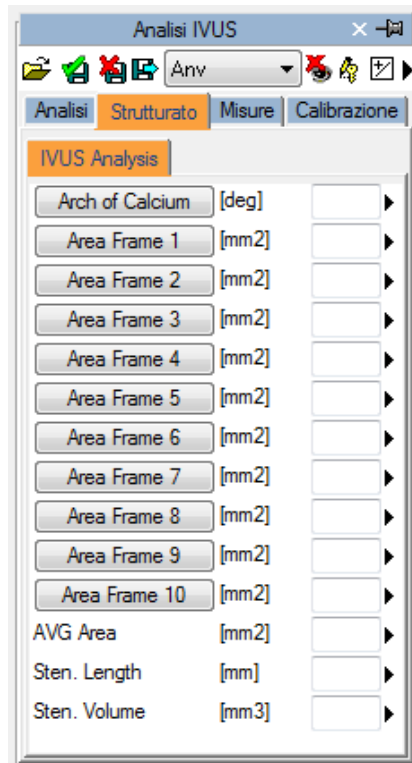 Analisi IVUS
Any
Analisi Strutturato Misure Calibrazione
IVUS Analysis
Arch of Calcium [deg]
Area Frame 1 [mm2]
Area Frame 2 [mm2]
Area Frame 3 [mm2]
Area Frame 4 [mm2]
Area Frame 5 [mm2]
Area Frame 6 [mm2]
Area Frame 7 [mm2]
Area Frame 8 [mm2]
Area Frame 9 [mm2]
Area Frame 10 [mm2]
AVG Area [mm2]
Sten. Length [mm]
Sten. Volume [mm3]